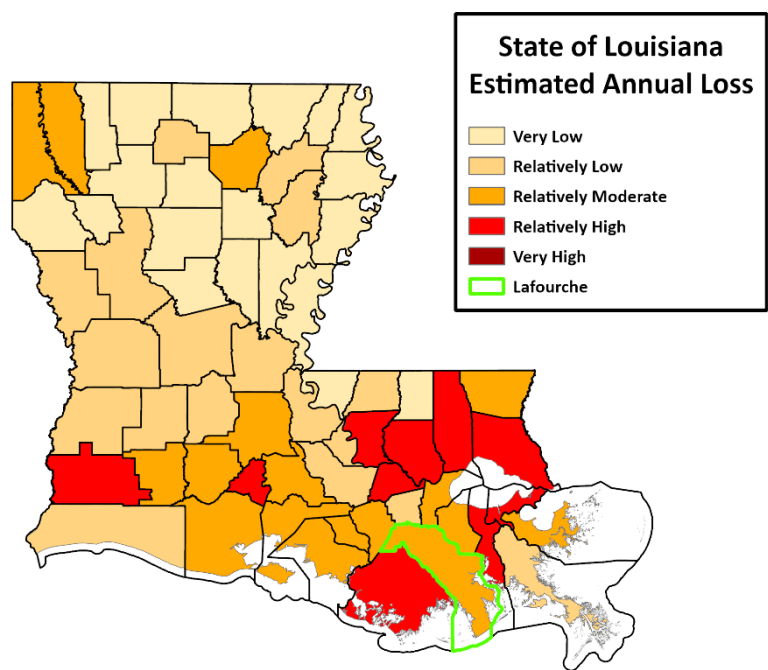 State of Louisiana
Estimated Annual Loss
Very Low
Relatively Low
Relatively Moderate
Relatively High
Very High
Lafourche